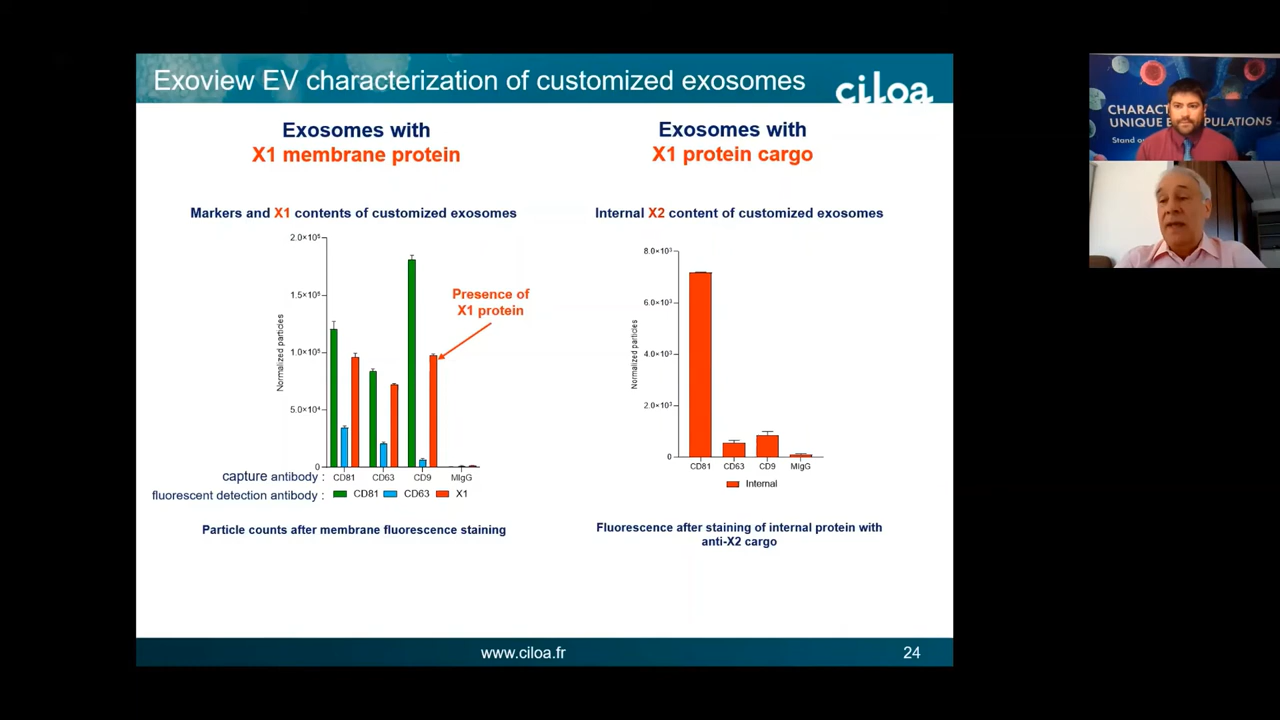 Exoview EV characterization of customized exosomes
ciloa
Exosomes with
X1 membrane protein
Markers and X1 contents of customized exosomes
2.0×10⁶
1.5×10⁵
1.0×10⁵
5.0×10⁴
0
Normalized particles
Presence of
X1 protein
capture antibody :
CD81 CD63 CD9 MIgG
fluorescent detection antibody :
CD81 CD63 X1
Particle counts after membrane fluorescence staining
Exosomes with
X1 protein cargo
Internal X2 content of customized exosomes
8.0×10³
6.0×10³
4.0×10³
2.0×10³
0
Normalized particles
CD81 CD63 CD9 MIgG
Internal
Fluorescence after staining of internal protein with
anti-X2 cargo
www.ciloa.fr
24
CHARAC
UNIQUE E PULATIONS
Stand